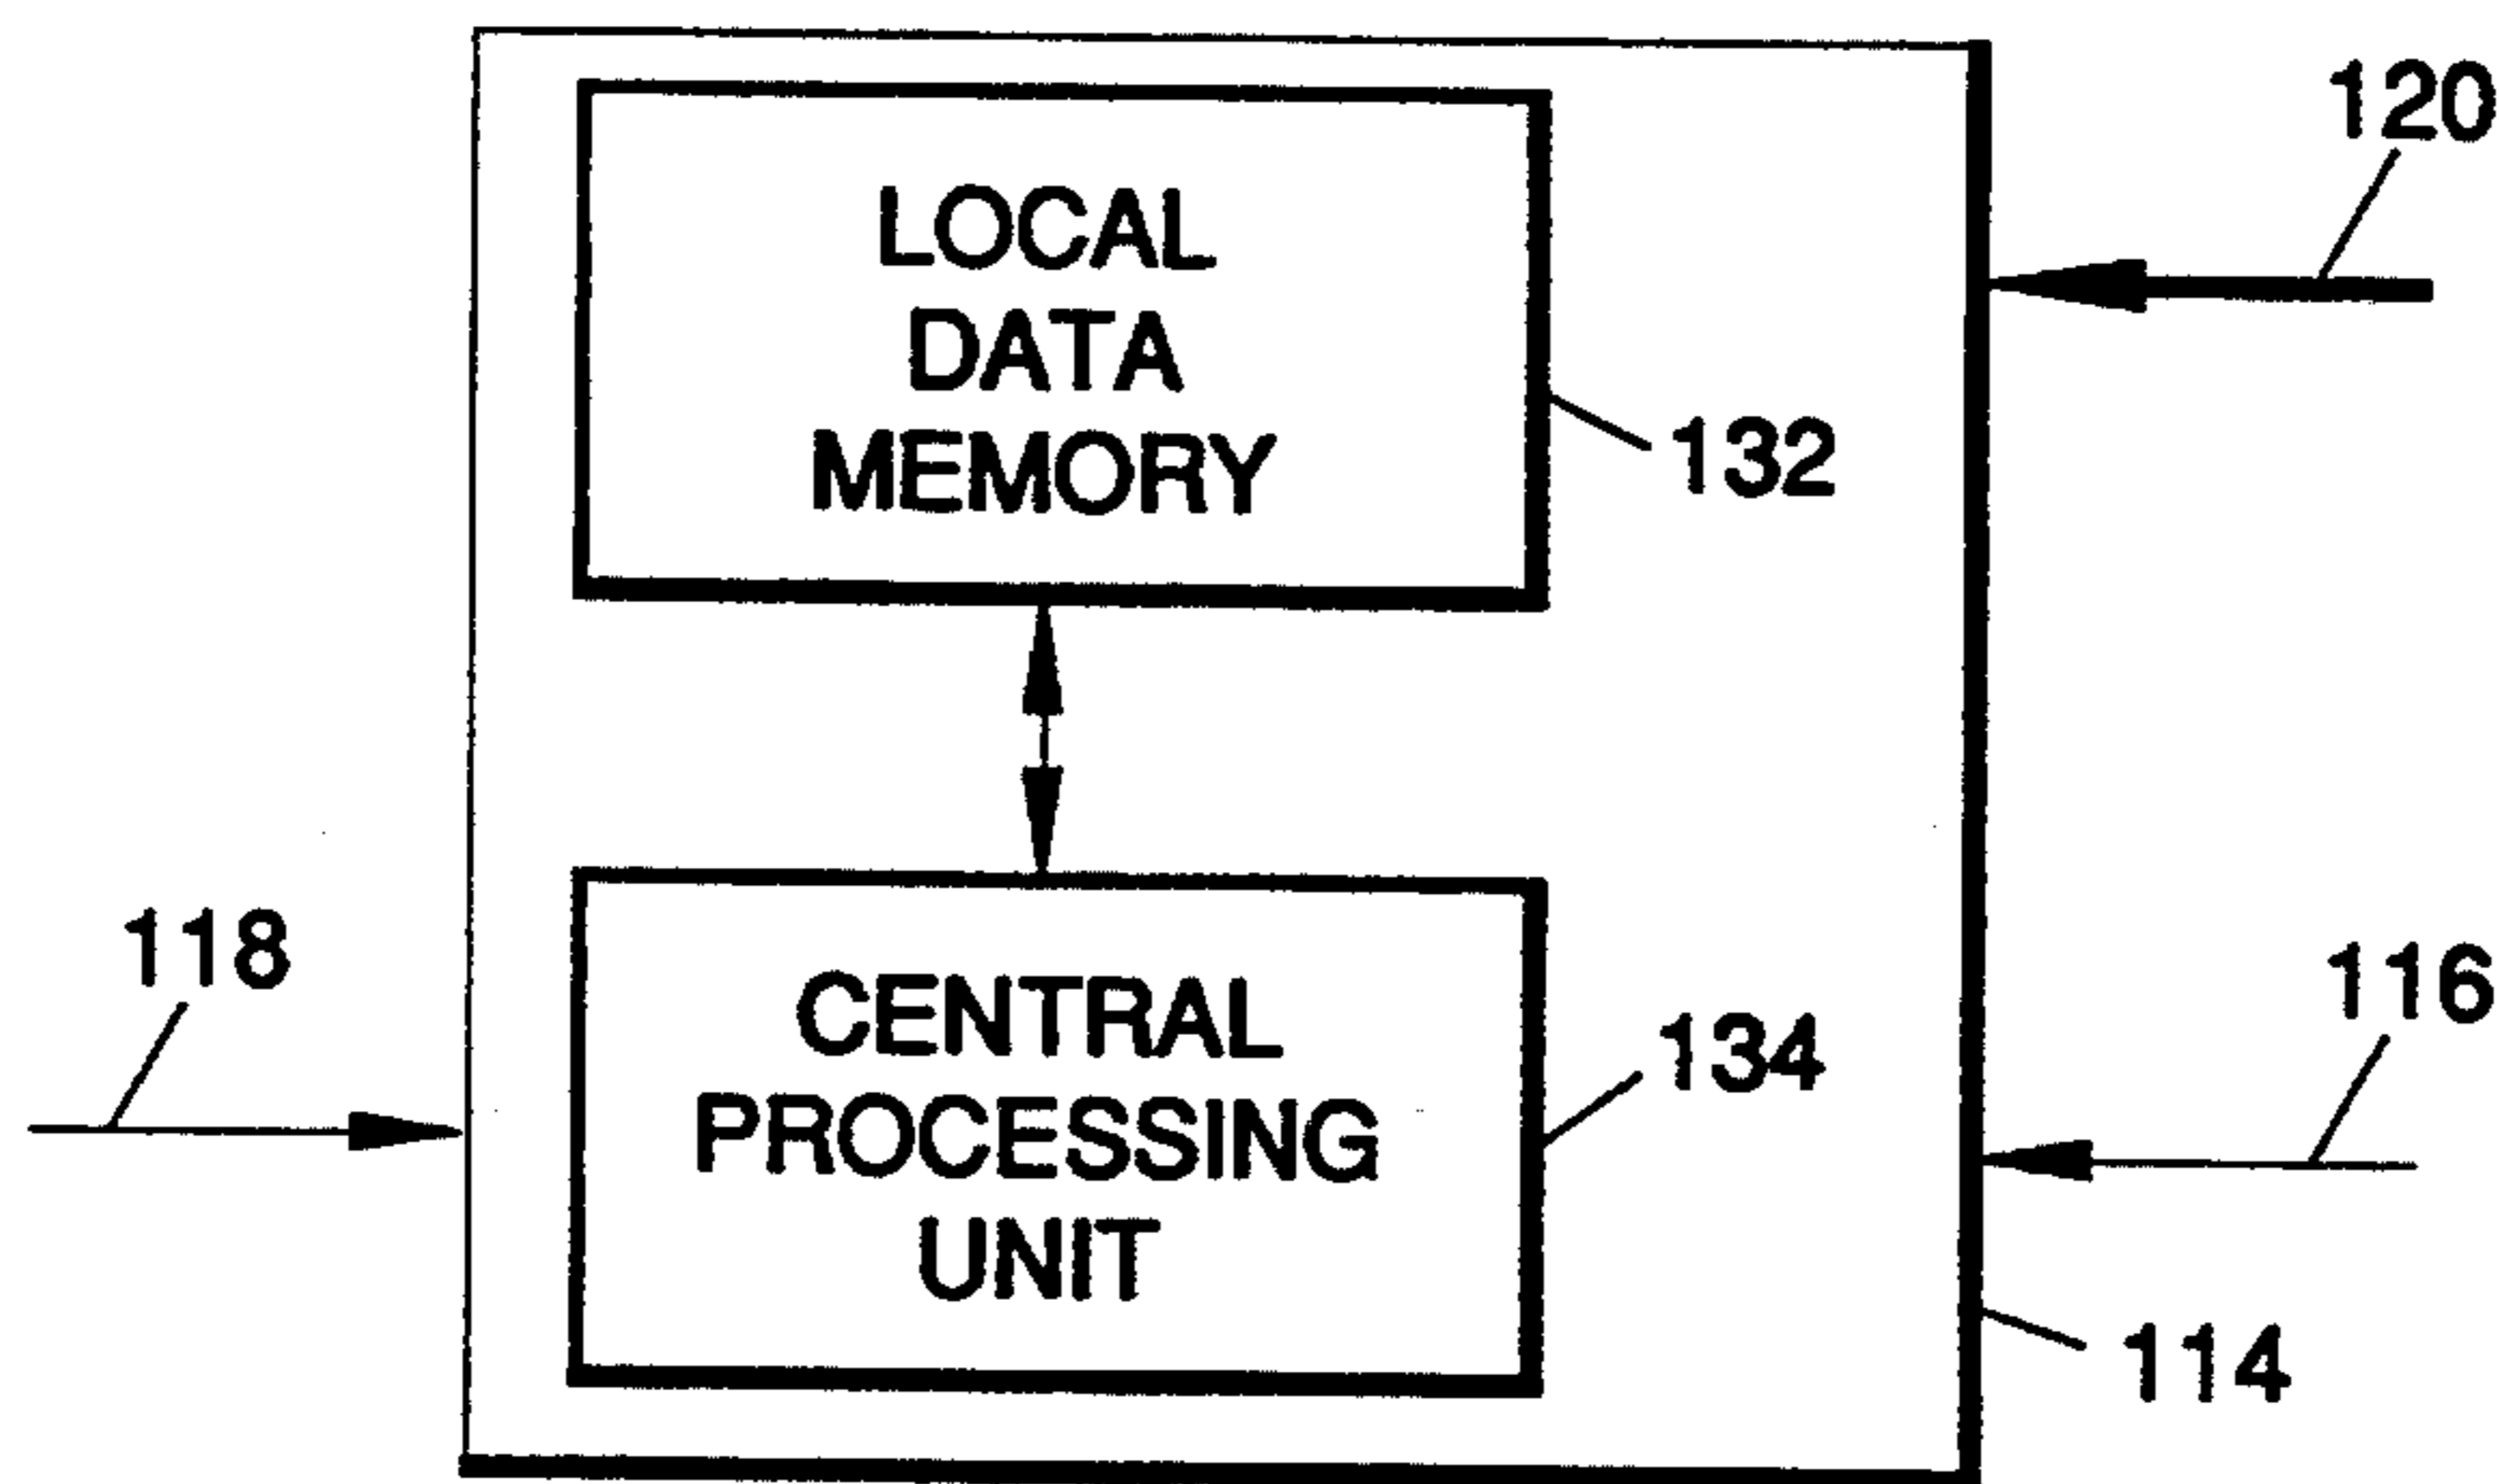 120
LOCAL
DATA
MEMORY
132
118
CENTRAL
PROCESSING
UNIT
134
116
114